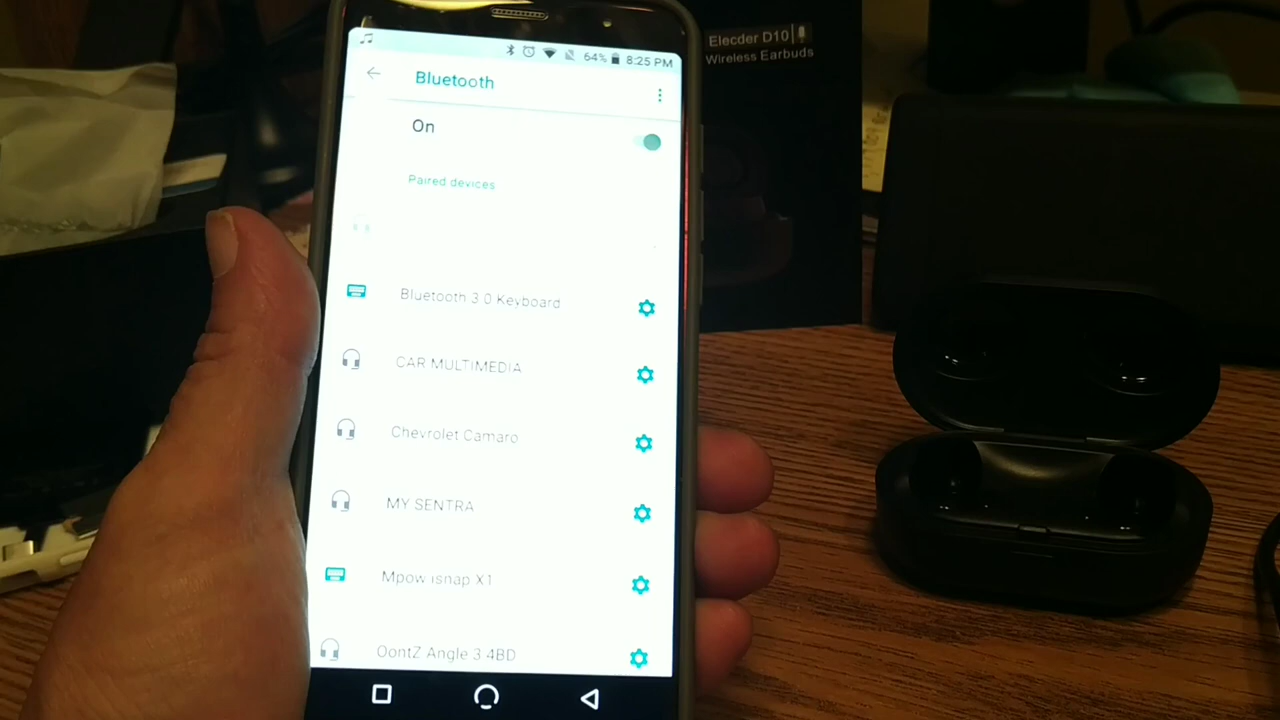 64% 8:25 PM
Bluetooth
On
Paired devices
Bluetooth 3.0 Keyboard
CAR MULTIMEDIA
Chevrolet Camaro
MY SENTRA
Mpow isnap X1
OontZ Angle 3 4BD
Elecder D10
Wireless Earbuds